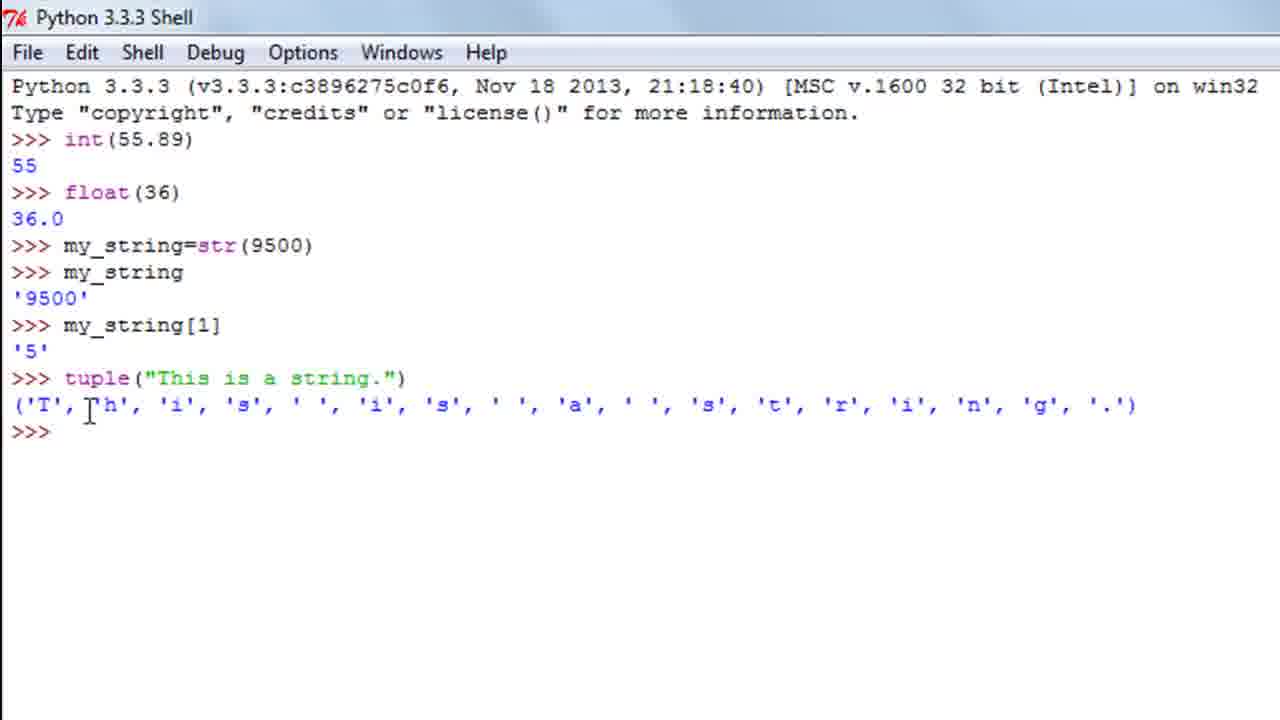 Python 3.3.3 Shell
File Edit Shell Debug Options Windows Help
Python 3.3.3 (v3.3.3:c3896275c0f6, Nov 18 2013, 21:18:40) [MSC v.1600 32 bit (Intel)] on win32
Type "copyright", "credits" or "license()" for more information.
>>> int(55.89)
55
>>> float(36)
36.0
>>> my_string=str(9500)
>>> my_string
'9500'
>>> my_string[1]
'5'
>>> tuple("This is a string.")
('T', 'h', 'i', 's', ' ', 'i', 's', ' ', 'a', ' ', 's', 't', 'r', 'i', 'n', 'g', '.')
>>>